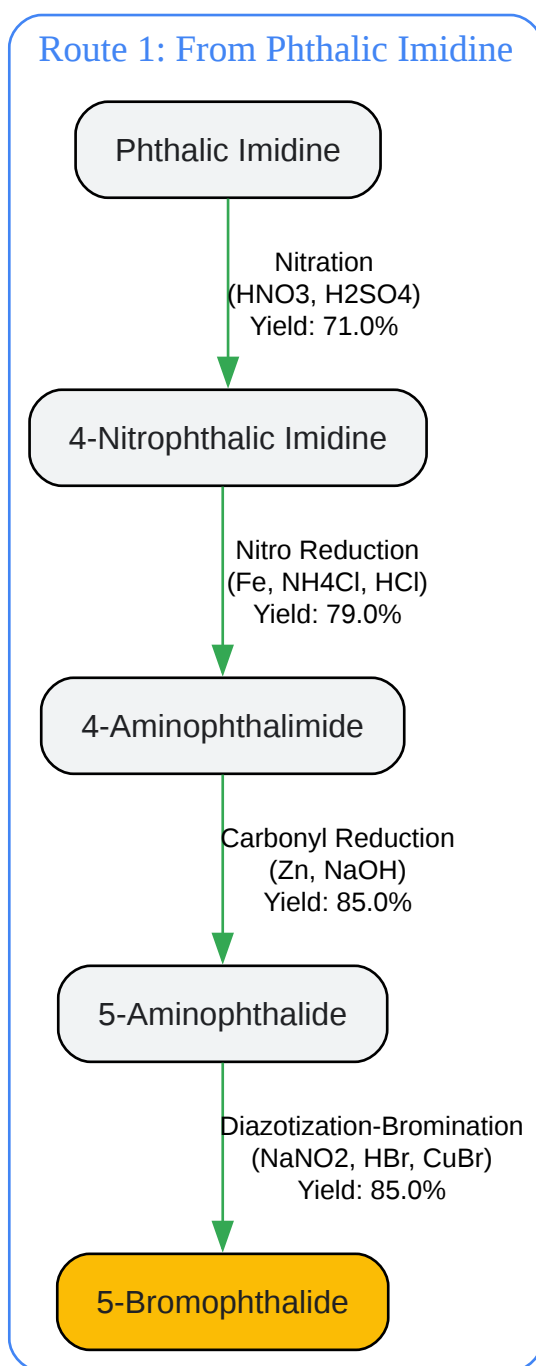 Route 1: From Phthalic Imidine
Phthalic Imidine
Nitration
(HNO3, H2SO4)
Yield: 71.0%
4-Nitrophthalic Imidine
Nitro Reduction
(Fe, NH4Cl, HCl)
Yield: 79.0%
4-Aminophthalimide
Carbonyl Reduction
(Zn, NaOH)
Yield: 85.0%
5-Aminophthalide
Diazotization-Bromination
(NaNO2, HBr, CuBr)
Yield: 85.0%
5-Bromophthalide